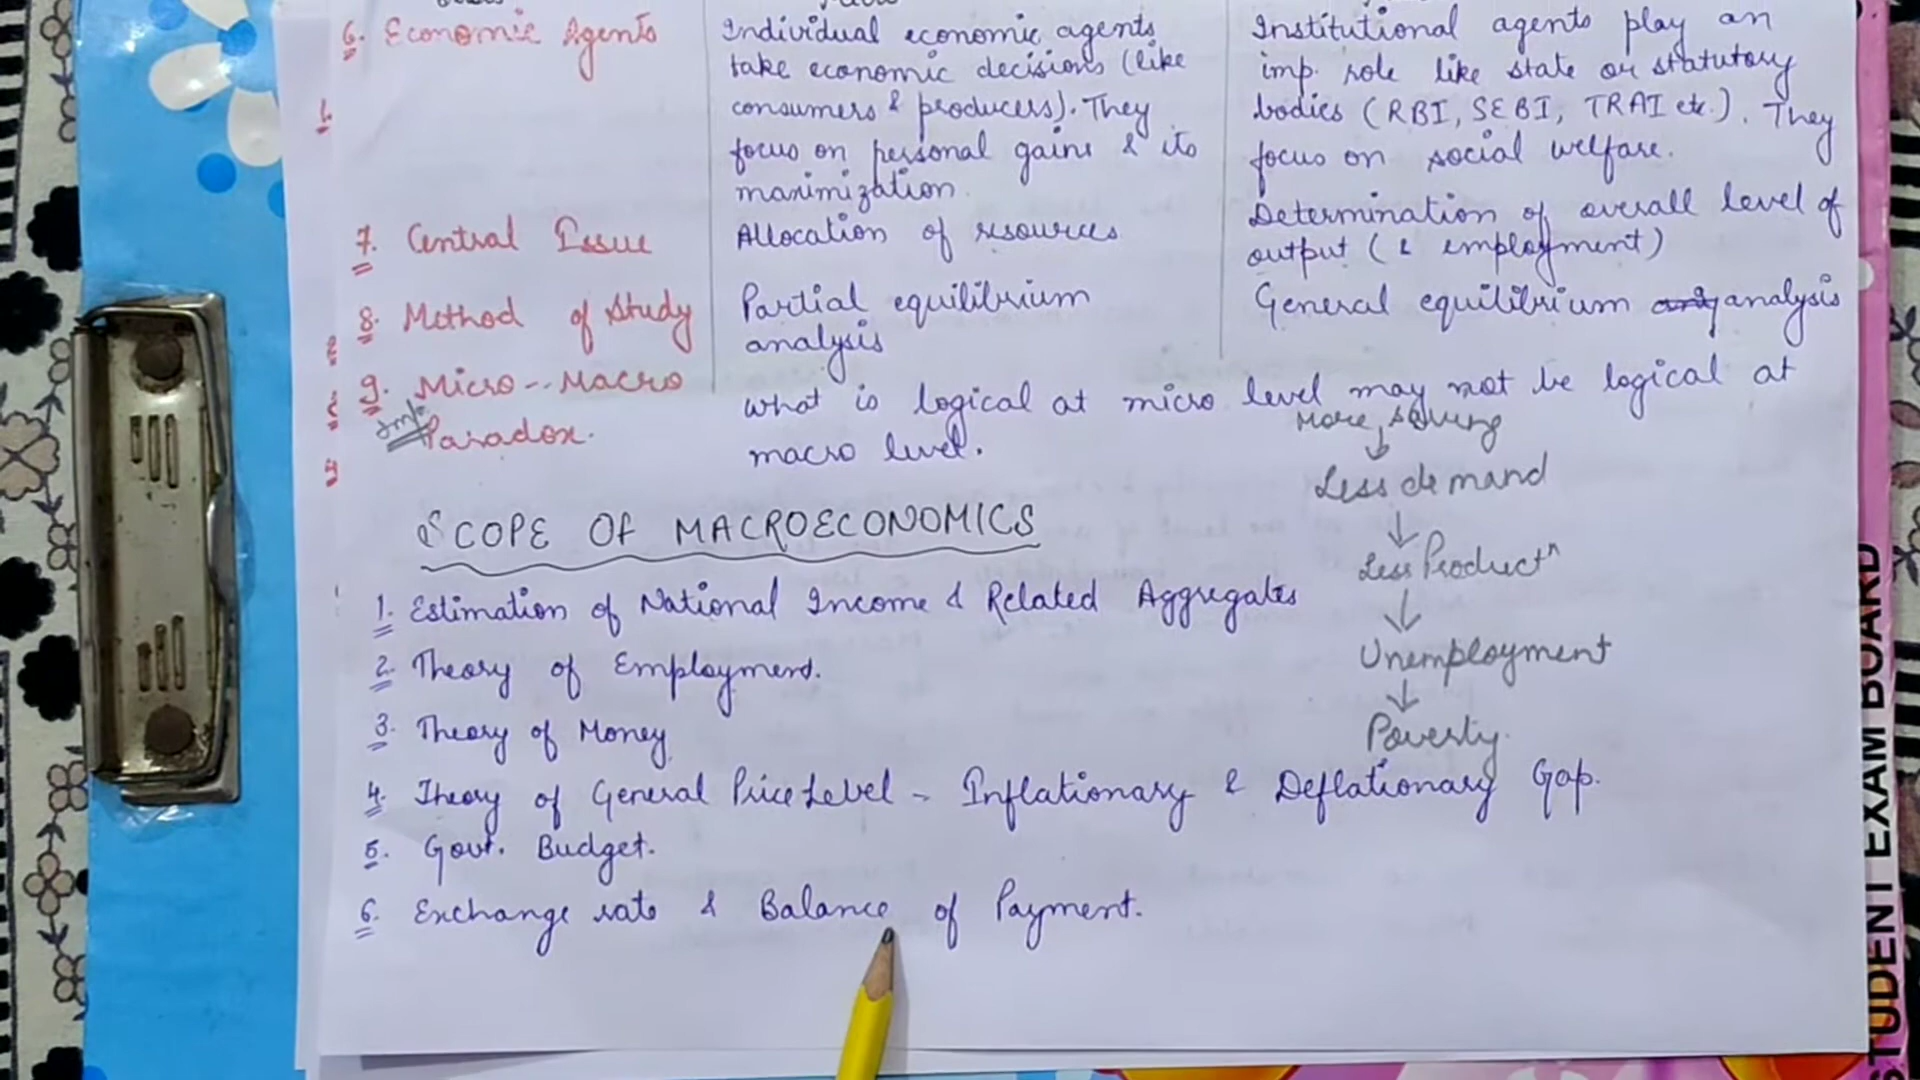 6. Economic Agents
Individual economic agents
take economic decisions (like
consumers & producers). They
focus on personal gains & its
maximization
Institutional agents play an
imp. role like state or statutory
bodies (RBI, SEBI, TRAI etc.). They
focus on social welfare.
7. Central Issue
Allocation of resources
Determination of overall level of
output (& employment)
8. Method of Study
Partial equilibrium
analysis
General equilibrium analysis
9. Micro-Macro
Paradox.
Imp.
What is logical at micro level may not be logical at
macro level.
More saving
↓
Less demand
↓
Less Productⁿ
↓
Unemployment
↓
Poverty.
SCOPE OF MACROECONOMICS
1. Estimation of National Income & Related Aggregates
2. Theory of Employment.
3. Theory of Money
4. Theory of General Price Level - Inflationary & Deflationary Gap.
5. Govt. Budget.
6. Exchange rate & Balance of Payment.
STUDENT EXAM BOARD